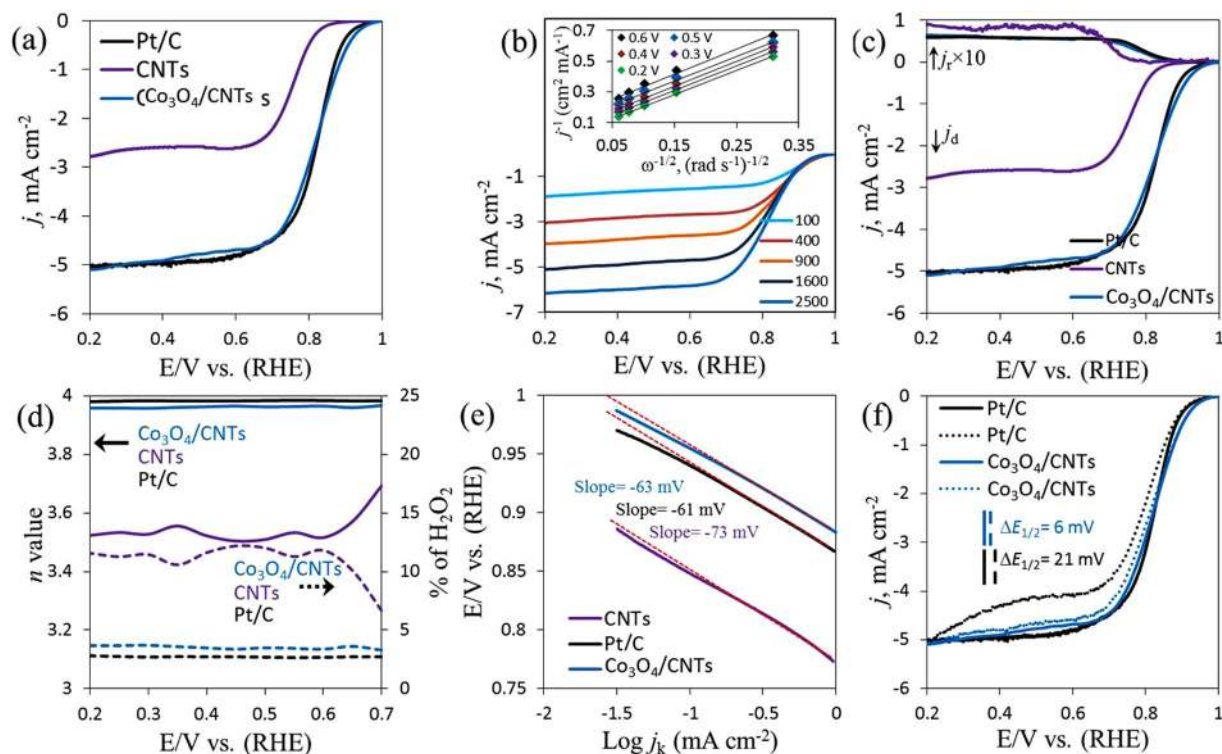 (a)
Pt/C
CNTs
(Co₃O₄/CNTs s
j, mA cm⁻²
0
-1
-2
-3
-4
-5
-6
0.2 0.4 0.6 0.8 1
E/V vs. (RHE)
(b)
0.6 V 0.5 V
0.4 V 0.3 V
0.2 V
j⁻¹ (cm² mA⁻¹)
0.7
0.5
0.3
0.1
0.05 0.15 0.25 0.35
ω⁻¹/², (rad s⁻¹)⁻¹/²
j, mA cm⁻²
-1
-3
-5
-7
100
400
900
1600
2500
0.2 0.4 0.6 0.8 1
E/V vs. (RHE)
(c)
jr×10
jd
j, mA cm⁻²
1
0
-1
-2
-3
-4
-5
-6
Pt/C
CNTs
Co₃O₄/CNTs
0.2 0.4 0.6 0.8 1
E/V vs. (RHE)
(d)
Co₃O₄/CNTs
CNTs
Pt/C
n value
4
3.8
3.6
3.4
3.2
3
Co₃O₄/CNTs
CNTs
Pt/C
25
20
15
10
5
0
% of H₂O₂
0.2 0.3 0.4 0.5 0.6 0.7
E/V vs. (RHE)
(e)
E/V vs. (RHE)
1
0.95
0.9
0.85
0.8
0.75
Slope= -63 mV
Slope= -61 mV
Slope= -73 mV
CNTs
Pt/C
Co₃O₄/CNTs
-2 -1.5 -1 -0.5 0
Log jk (mA cm⁻²)
(f)
Pt/C
Pt/C
Co₃O₄/CNTs
Co₃O₄/CNTs
ΔE₁/₂= 6 mV
ΔE₁/₂= 21 mV
j, mA cm⁻²
0
-1
-2
-3
-4
-5
-6
0.2 0.4 0.6 0.8 1
E/V vs. (RHE)